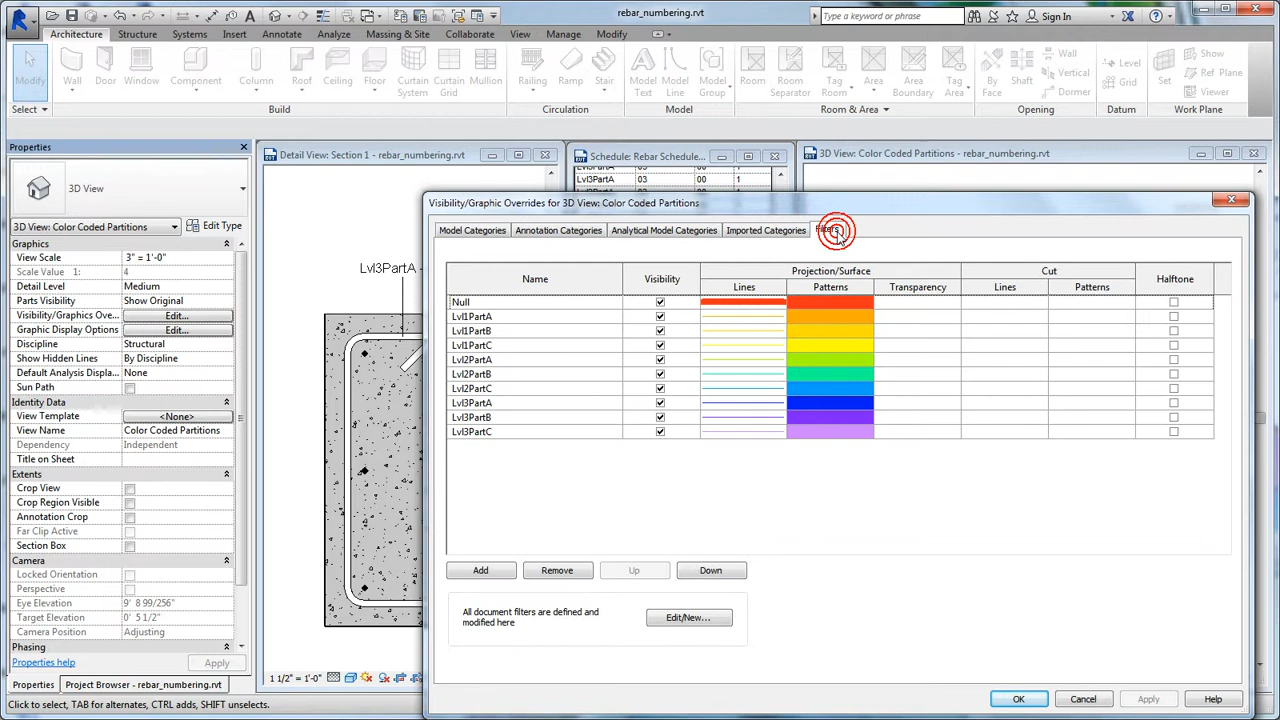 rebar_numbering.rvt
Type a keyword or phrase
Sign In
Architecture Structure Systems Insert Annotate Analyze Massing & Site Collaborate View Manage Modify
Modify Wall Door Window Component Column Roof Ceiling Floor Curtain System Curtain Grid Mullion Railing Ramp Stair Model Text Model Line Model Group Room Room Separator Tag Room Area Area Boundary Tag Area By Face Shaft Wall Vertical Dormer Level Grid Set Show Ref Plane Viewer
Select Build Circulation Model Room & Area Opening Datum Work Plane
Properties
3D View
3D View: Color Coded Partitions Edit Type
Graphics
View Scale 3" = 1'-0"
Scale Value 1: 4
Detail Level Medium
Parts Visibility Show Original
Visibility/Graphic Ove... Edit...
Graphic Display Options Edit...
Discipline Structural
Show Hidden Lines By Discipline
Default Analysis Displa... None
Sun Path
Identity Data
View Template <None>
View Name Color Coded Partitions
Dependency Independent
Title on Sheet
Extents
Crop View
Crop Region Visible
Annotation Crop
Far Clip Active
Section Box
Camera
Locked Orientation
Perspective
Eye Elevation 9' 8 99/256"
Target Elevation 0' 5 1/2"
Camera Position Adjusting
Phasing
Properties help Apply
Properties Project Browser - rebar_numbering.rvt
Click to select, TAB for alternates, CTRL adds, SHIFT unselects.
Detail View: Section 1 - rebar_numbering.rvt
Lvl3PartA
1 1/2" = 1'-0"
Schedule: Rebar Schedule...
Lvl3PartA 03 00 1
3D View: Color Coded Partitions - rebar_numbering.rvt
Visibility/Graphic Overrides for 3D View: Color Coded Partitions
Model Categories Annotation Categories Analytical Model Categories Imported Categories Filters
Name Visibility Projection/Surface Cut Halftone
Lines Patterns Transparency Lines Patterns
Null
Lvl1PartA
Lvl1PartB
Lvl1PartC
Lvl2PartA
Lvl2PartB
Lvl2PartC
Lvl3PartA
Lvl3PartB
Lvl3PartC
Add Remove Up Down
All document filters are defined and
modified here
Edit/New...
OK Cancel Apply Help